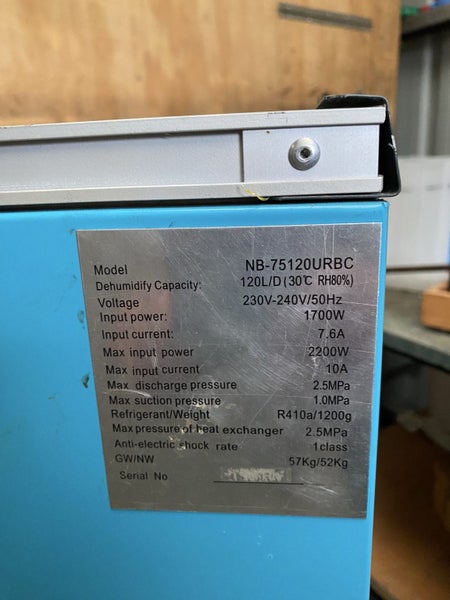 Model NB-75120URBC
Dehumidify Capacity: 120L/D(30℃ RH80%)
Voltage 230V-240V/50Hz
Input power: 1700W
Input current: 7.6A
Max input power 2200W
Max input current 10A
Max discharge pressure 2.5MPa
Max suction pressure 1.0MPa
Refrigerant/Weight R410a/1200g
Max pressure of heat exchanger 2.5MPa
Anti-electric shock rate 1class
GW/NW 57Kg/52Kg
Serial No